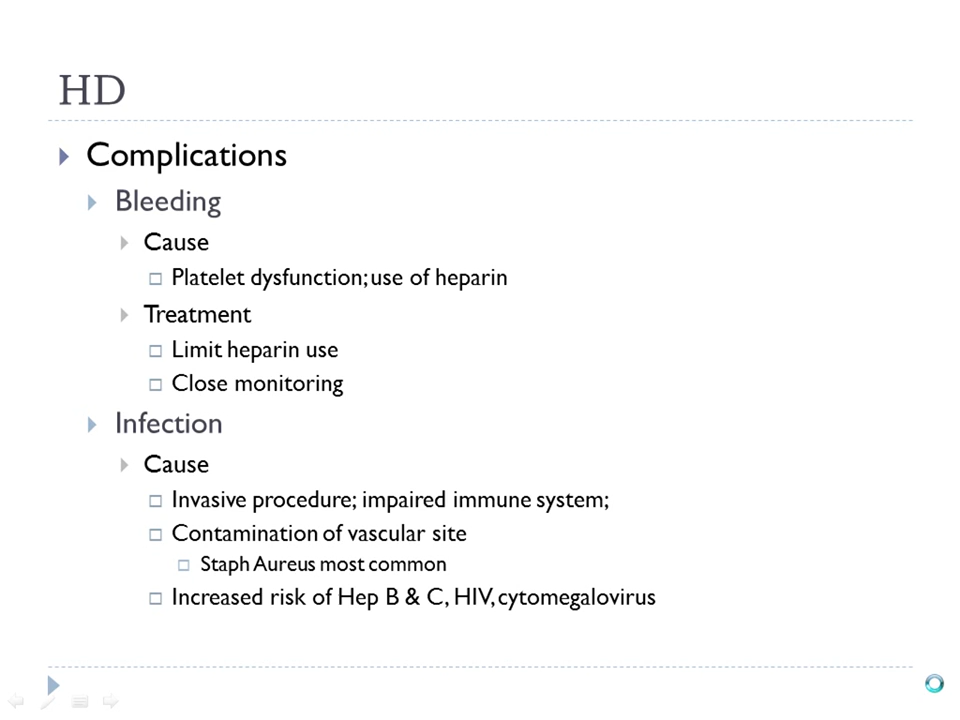 HD
Complications
Bleeding
Cause
Platelet dysfunction; use of heparin
Treatment
Limit heparin use
Close monitoring
Infection
Cause
Invasive procedure; impaired immune system;
Contamination of vascular site
Staph Aureus most common
Increased risk of Hep B & C, HIV, cytomegalovirus